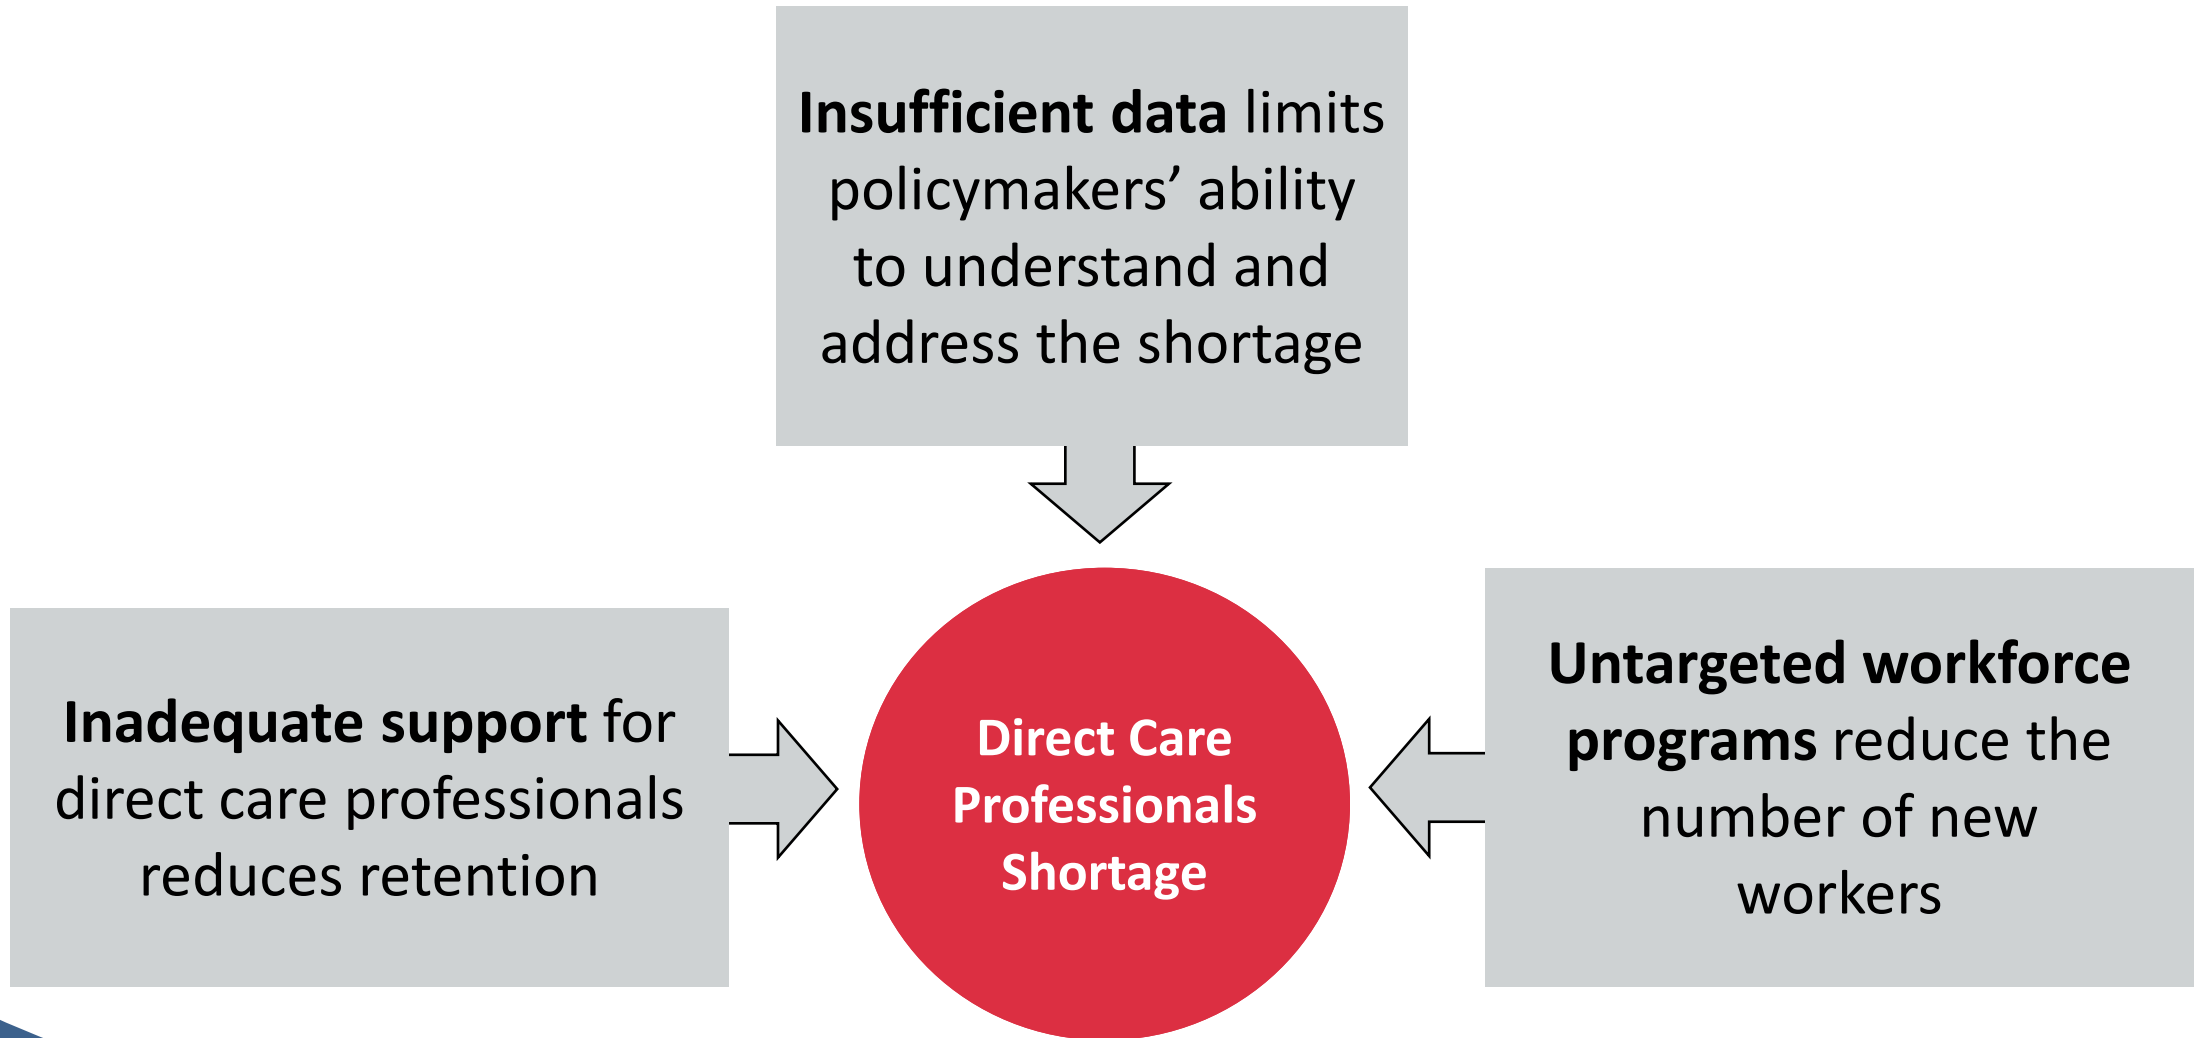 Insufficient data limits
policymakers’ ability
to understand and
address the shortage
Inadequate support for
direct care professionals
reduces retention
Direct Care
Professionals
Shortage
Untargeted workforce
programs reduce the
number of new
workers